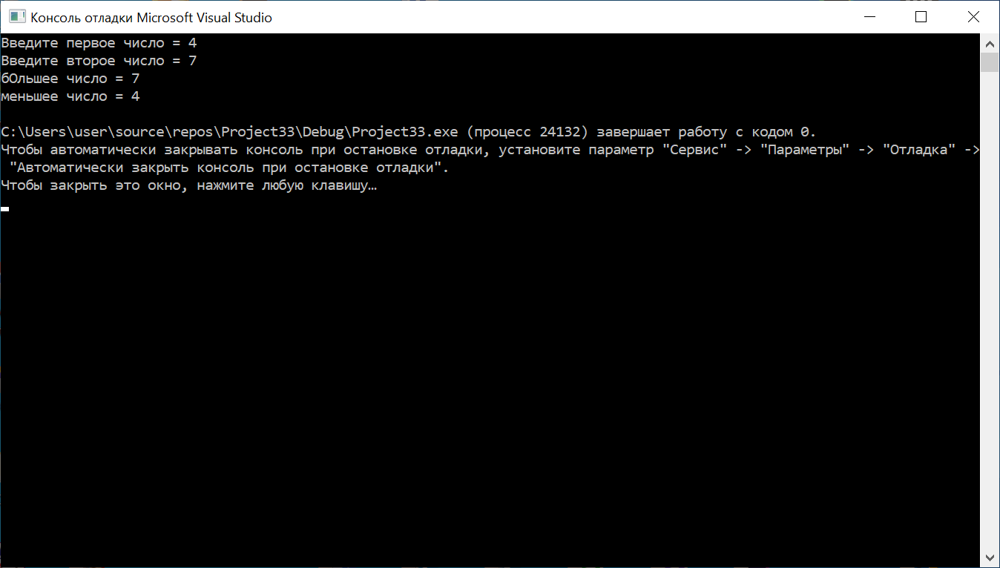 Консоль отладки Microsoft Visual Studio
Введите первое число = 4
Введите второе число = 7
бОльшее число = 7
меньшее число = 4
C:\Users\user\source\repos\Project33\Debug\Project33.exe (процесс 24132) завершает работу с кодом 0.
Чтобы автоматически закрывать консоль при остановке отладки, установите параметр "Сервис" -> "Параметры" -> "Отладка" ->
"Автоматически закрыть консоль при остановке отладки".
Чтобы закрыть это окно, нажмите любую клавишу…